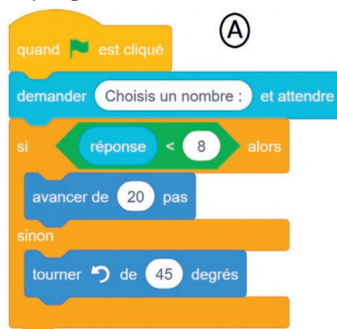 A
quand est cliqué
demander Choisis un nombre : et attendre
si réponse < 8 alors
avancer de 20 pas
sinon
tourner de 45 degrés